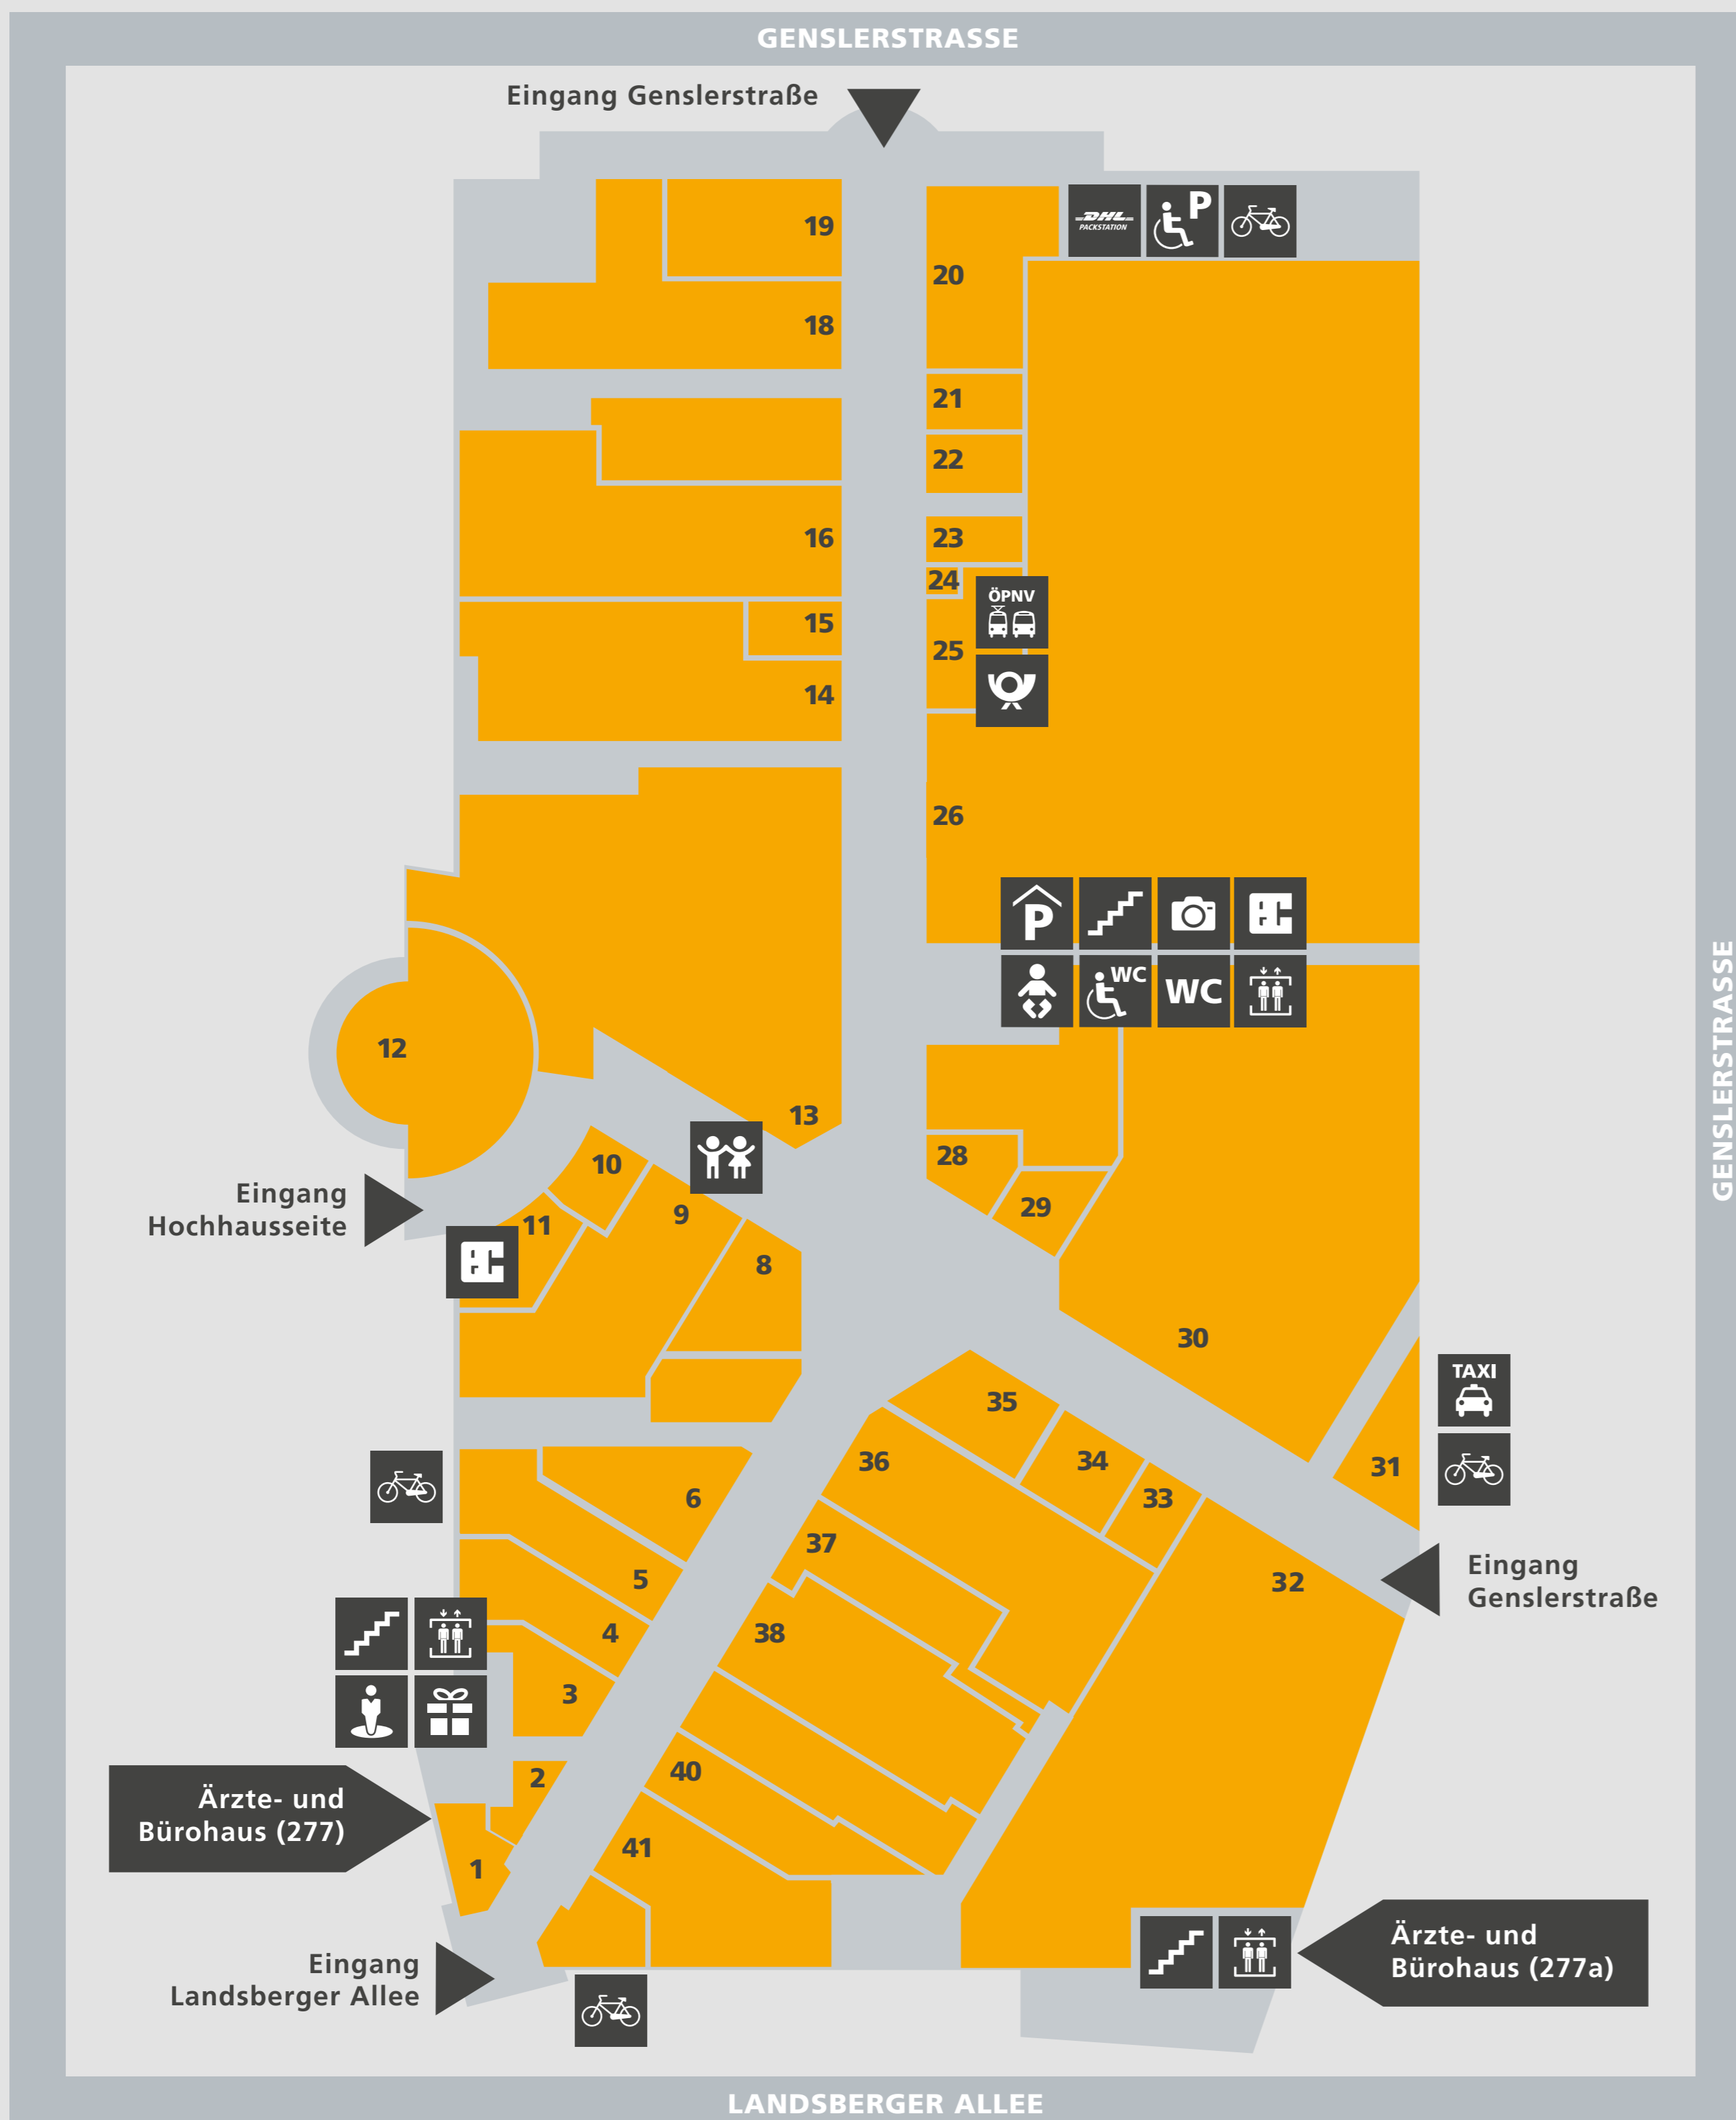 GENSLERSTRASSE
Eingang Genslerstraße
19
20
18
DHL
PACKSTATION
P
21
22
16
23
24
ÖPNV
15
25
14
26
P
WC
WC
12
13
10
28
11
9
29
8
Eingang
Hochhausseite
GENSLERSTRASSE
30
TAXI
35
36
34
31
6
33
37
5
32
Eingang
Genslerstraße
4
38
3
40
2
Ärzte- und
Bürohaus (277)
41
1
Ärzte- und
Bürohaus (277a)
Eingang
Landsberger Allee
LANDSBERGER ALLEE